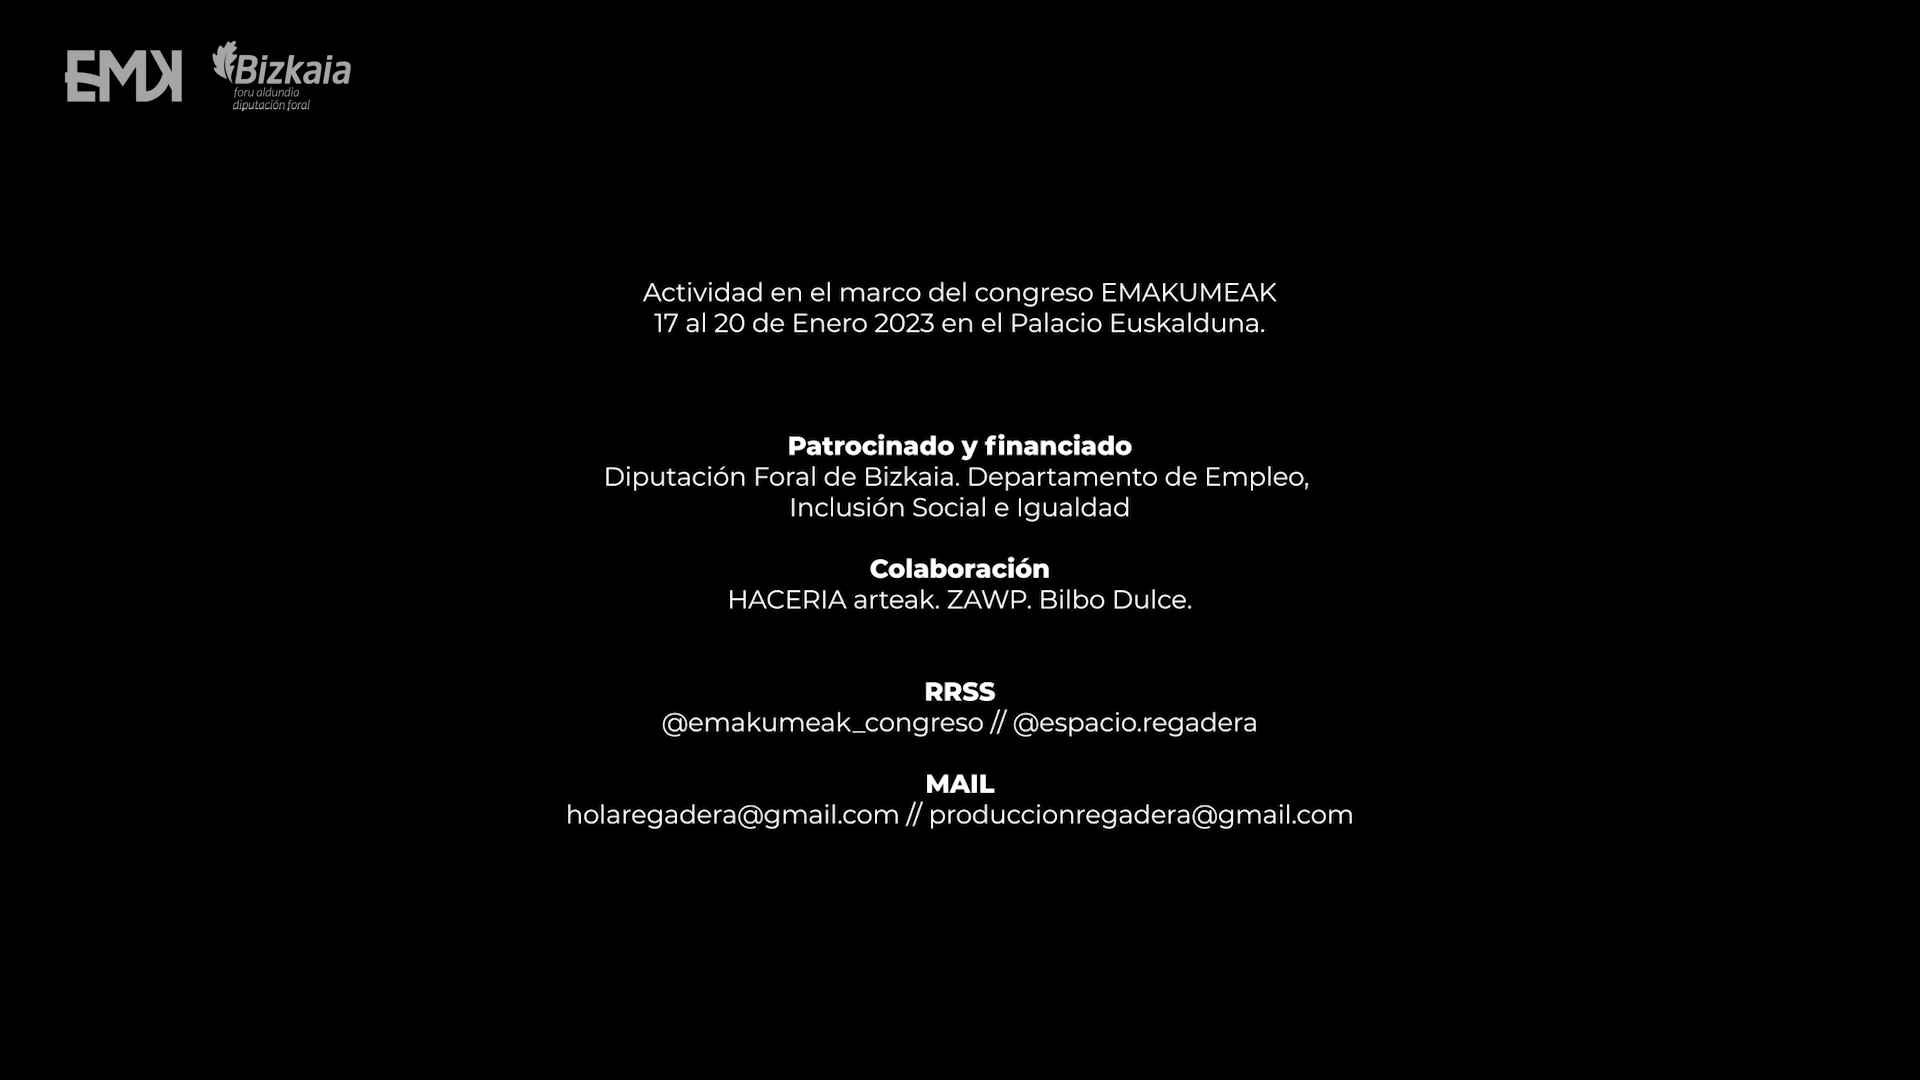 EMK
Bizkaia
foru aldundia
diputación foral
Actividad en el marco del congreso EMAKUMEAK
17 al 20 de Enero 2023 en el Palacio Euskalduna.
Patrocinado y financiado
Diputación Foral de Bizkaia. Departamento de Empleo,
Inclusión Social e Igualdad
Colaboración
HACERIA arteak. ZAWP. Bilbo Dulce.
RRSS
@emakumeak_congreso // @espacio.regadera
MAIL
holaregadera@gmail.com // produccionregadera@gmail.com